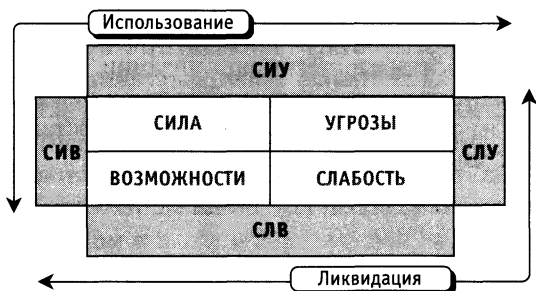 Использование
СИУ
СИЛА УГРОЗЫ
СИВ СЛУ
ВОЗМОЖНОСТИ СЛАБОСТЬ
СЛВ
Ликвидация